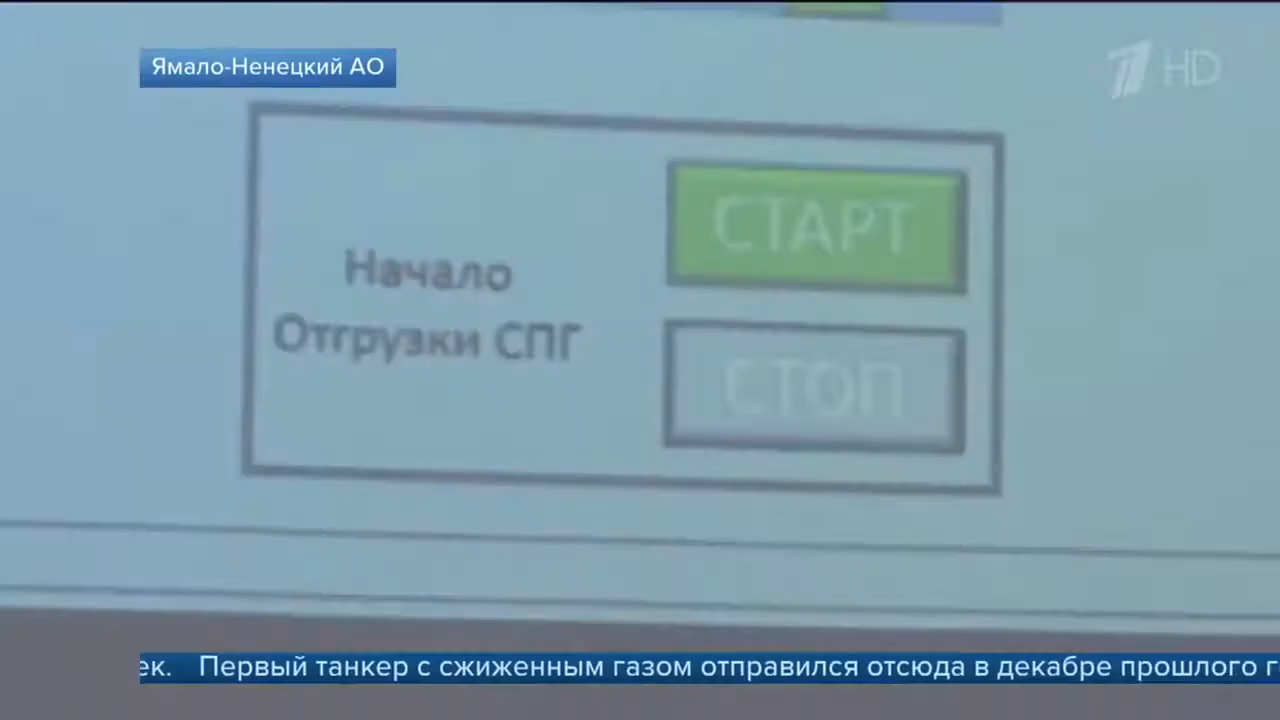 Ямало-Ненецкий АО
HD
СТАРТ
Начало
Отгрузки СПГ
СТОП
ек. Первый танкер с сжиженным газом отправился отсюда в декабре прошлого г